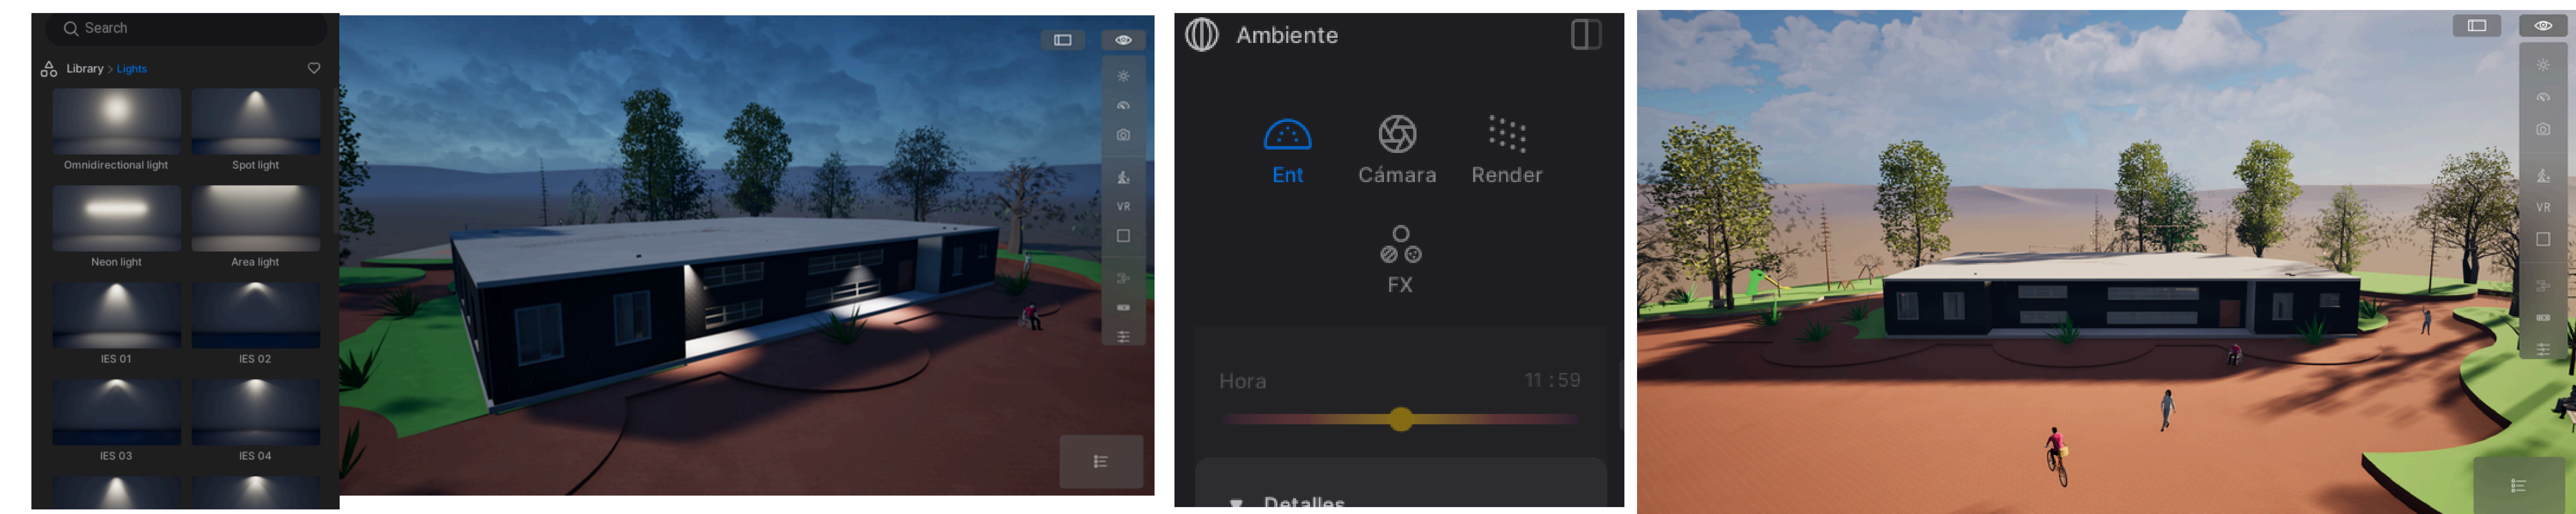 Search
Library > Lights
Omnidirectional light
Spot light
Neon light
Area light
IES 01
IES 02
IES 03
IES 04
VR
Ambiente
Ent
Cámara
Render
FX
Hora
11:59
Detalles
VR